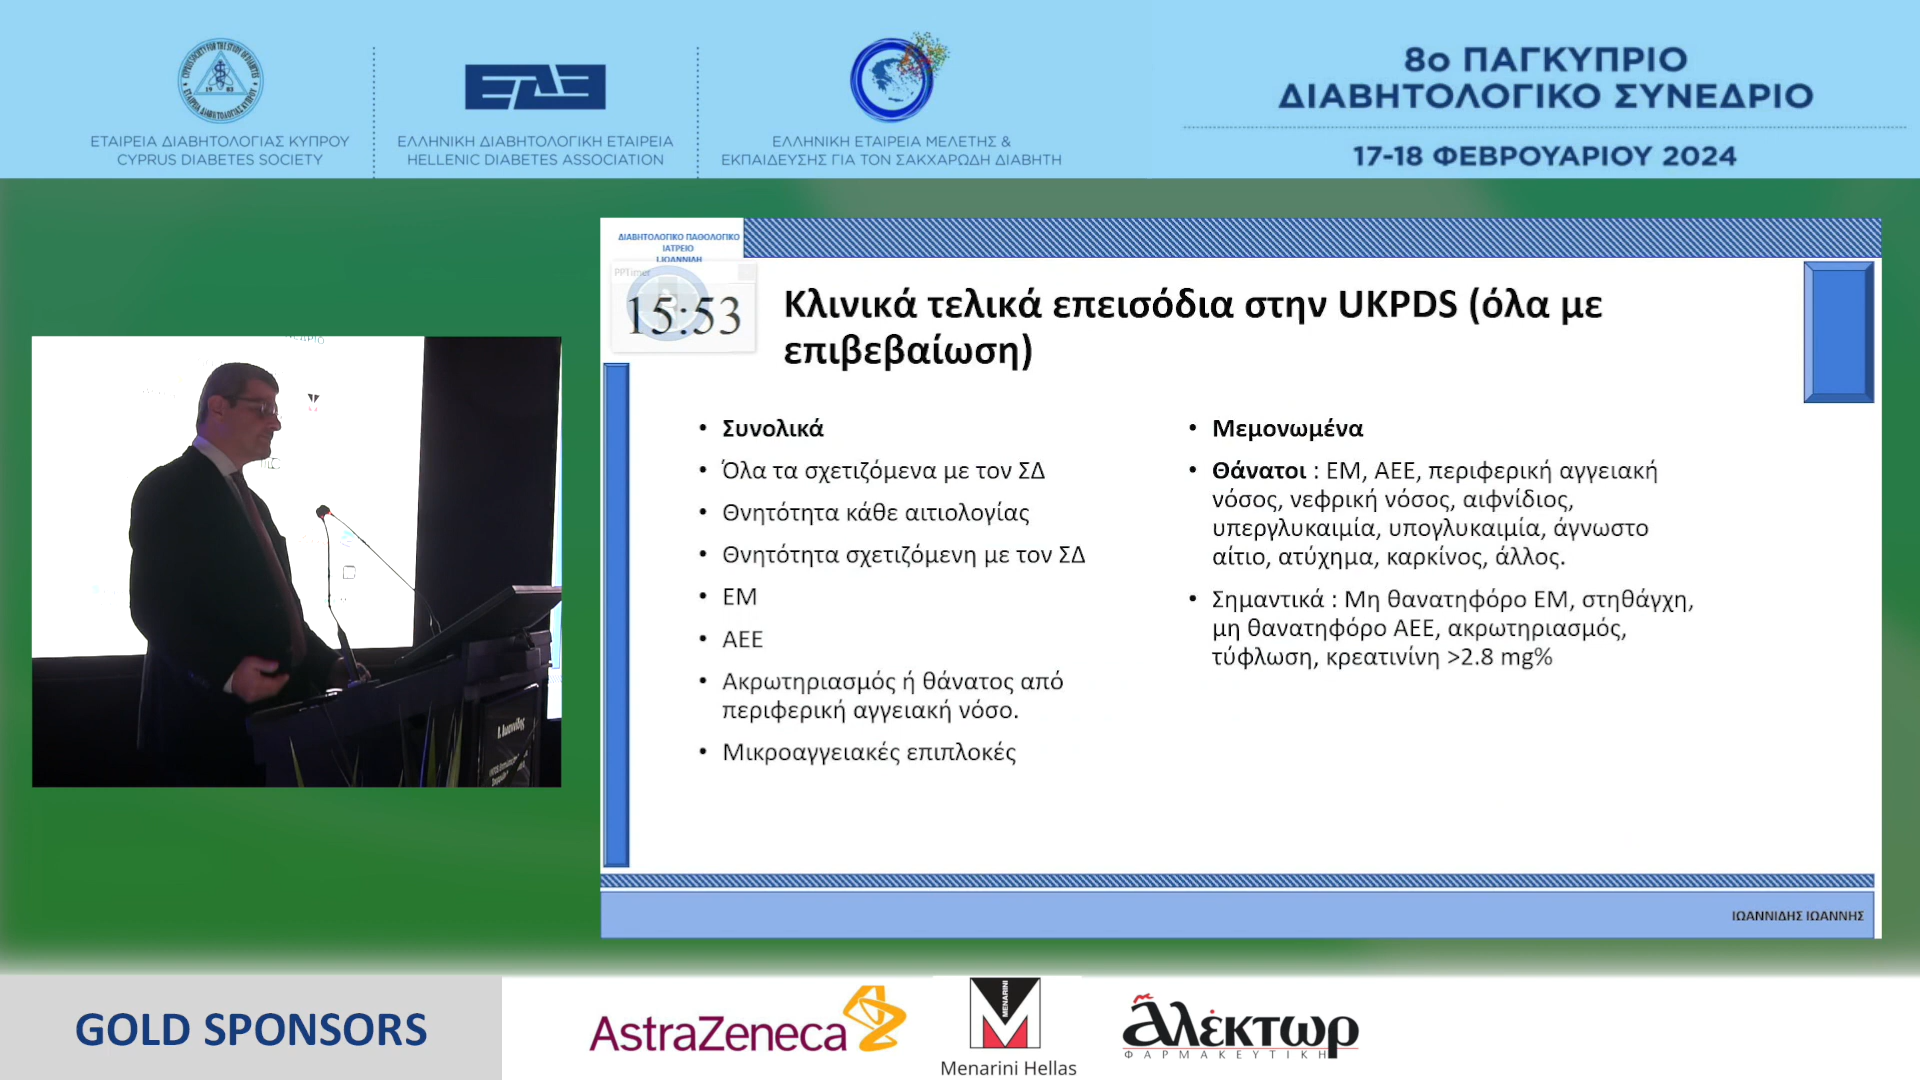 ΕΤΑΙΡΕΙΑ ΔΙΑΒΗΤΟΛΟΓΙΑΣ ΚΥΠΡΟΥ
CYPRUS DIABETES SOCIETY
ΕΔΕ
ΕΛΛΗΝΙΚΗ ΔΙΑΒΗΤΟΛΟΓΙΚΗ ΕΤΑΙΡΕΙΑ
HELLENIC DIABETES ASSOCIATION
ΕΛΛΗΝΙΚΗ ΕΤΑΙΡΕΙΑ ΜΕΛΕΤΗΣ &
ΕΚΠΑΙΔΕΥΣΗΣ ΓΙΑ ΤΟΝ ΣΑΚΧΑΡΩΔΗ ΔΙΑΒΗΤΗ
8ο ΠΑΓΚΥΠΡΙΟ
ΔΙΑΒΗΤΟΛΟΓΙΚΟ ΣΥΝΕΔΡΙΟ
17-18 ΦΕΒΡΟΥΑΡΙΟΥ 2024
ΔΙΑΒΗΤΟΛΟΓΙΚΟ ΠΑΘΟΛΟΓΙΚΟ
ΙΑΤΡΕΙΟ
Ι.ΙΩΑΝΝΙΔΗ
PPTimer
15:53
Κλινικά τελικά επεισόδια στην UKPDS (όλα με
επιβεβαίωση)
• Συνολικά
• Όλα τα σχετιζόμενα με τον ΣΔ
• Θνητότητα κάθε αιτιολογίας
• Θνητότητα σχετιζόμενη με τον ΣΔ
• ΕΜ
• ΑΕΕ
• Ακρωτηριασμός ή θάνατος από
περιφερική αγγειακή νόσο.
• Μικροαγγειακές επιπλοκές
• Μεμονωμένα
• Θάνατοι : ΕΜ, ΑΕΕ, περιφερική αγγειακή
νόσος, νεφρική νόσος, αιφνίδιος,
υπεργλυκαιμία, υπογλυκαιμία, άγνωστο
αίτιο, ατύχημα, καρκίνος, άλλος.
• Σημαντικά : Μη θανατηφόρο ΕΜ, στηθάγχη,
μη θανατηφόρο ΑΕΕ, ακρωτηριασμός,
τύφλωση, κρεατινίνη >2.8 mg%
ΙΩΑΝΝΙΔΗΣ ΙΩΑΝΝΗΣ
Ι. Ιωαννίδης
GOLD SPONSORS
AstraZeneca
MENARINI
Menarini Hellas
ἀλέκτωρ
ΦΑΡΜΑΚΕΥΤΙΚΗ